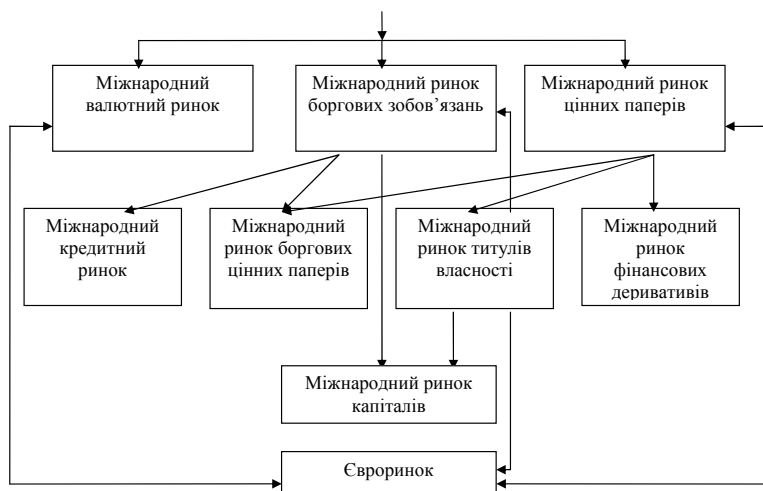 Міжнародний
валютний ринок
Міжнародний ринок
боргових зобов’язань
Міжнародний ринок
цінних паперів
Міжнародний
кредитний
ринок
Міжнародний
ринок боргових
цінних паперів
Міжнародний
ринок титулів
власності
Міжнародний
ринок
фінансових
деривативів
Міжнародний ринок
капіталів
Євроринок